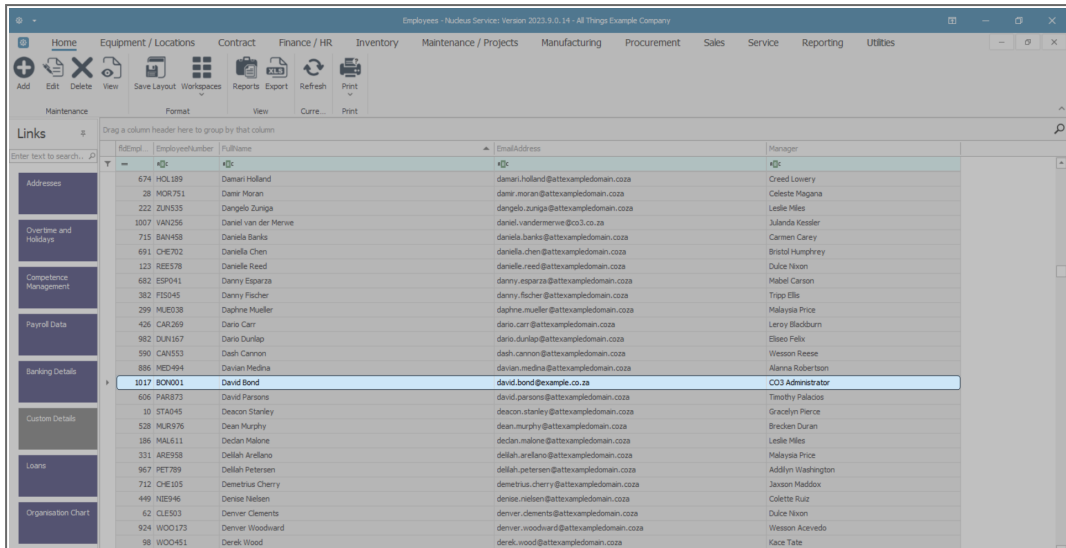 Employees - Nucleus Service: Version 2023.9.0.14 - All Things Example Company
Home Equipment / Locations Contract Finance / HR Inventory Maintenance / Projects Manufacturing Procurement Sales Service Reporting Utilities
Add Edit Delete View Save Layout Workspaces Reports Export Refresh Print
Maintenance Format View Curre... Print
Links
Drag a column header here to group by that column
Enter text to search...
fldEmpl... EmployeeNumber FullName EmailAddress Manager
674 HOL189 Damari Holland damari.holland@attexampledomain.coza Creed Lowery
28 MOR751 Damir Moran damir.moran@attexampledomain.coza Celeste Magana
222 ZUN535 Dangelo Zuniga dangelo.zuniga@attexampledomain.coza Leslie Miles
1007 VAN256 Daniel van der Merwe daniel.vandermerwe@co3.co.za Julanda Kessler
715 BAN458 Daniela Banks daniela.banks@attexampledomain.coza Carmen Carey
691 CHE702 Daniella Chen daniella.chen@attexampledomain.coza Bristol Humphrey
123 REE578 Danielle Reed danielle.reed@attexampledomain.coza Dulce Nixon
682 ESP041 Danny Esparza danny.esparza@attexampledomain.coza Mabel Carson
382 FIS045 Danny Fischer danny.fischer@attexampledomain.coza Tripp Ellis
299 MUE038 Daphne Mueller daphne.mueller@attexampledomain.coza Malaysia Price
426 CAR269 Dario Carr dario.carr@attexampledomain.coza Leroy Blackburn
982 DUN167 Dario Dunlap dario.dunlap@attexampledomain.coza Eliseo Felix
590 CAN553 Dash Cannon dash.cannon@attexampledomain.coza Wesson Reese
886 MED494 Davian Medina davian.medina@attexampledomain.coza Alanna Robertson
1017 BON001 David Bond david.bond@example.co.za CO3 Administrator
606 PAR873 David Parsons david.parsons@attexampledomain.coza Timothy Palacios
10 STA045 Deacon Stanley deacon.stanley@attexampledomain.coza Gracelyn Pierce
528 MUR976 Dean Murphy dean.murphy@attexampledomain.coza Brecken Duran
186 MAL611 Declan Malone declan.malone@attexampledomain.coza Leslie Miles
331 ARE958 Delilah Arellano delilah.arellano@attexampledomain.coza Malaysia Price
967 PET789 Delilah Petersen delilah.petersen@attexampledomain.coza Addilyn Washington
712 CHE105 Demetrius Cherry demetrius.cherry@attexampledomain.coza Jaxson Maddox
449 NIE946 Denise Nielsen denise.nielsen@attexampledomain.coza Colette Ruiz
62 CLE503 Denver Clements denver.clements@attexampledomain.coza Dulce Nixon
924 WOO173 Denver Woodward denver.woodward@attexampledomain.coza Wesson Acevedo
98 WOO451 Derek Wood derek.wood@attexampledomain.coza Kace Tate
Addresses
Overtime and
Holidays
Competence
Management
Payroll Data
Banking Details
Custom Details
Loans
Organisation Chart